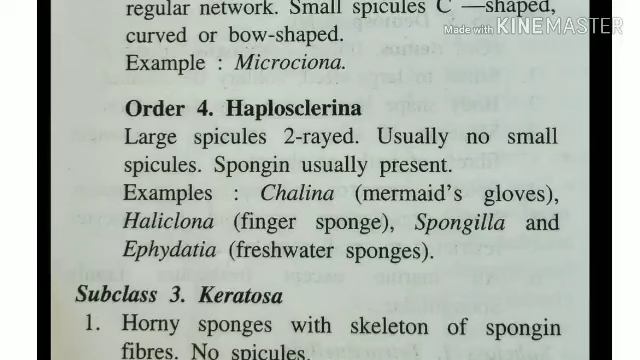 regular network. Small spicules C —shaped,
Made with KINEMASTER
curved or bow-shaped.
Example : Microciona.
Order 4. Haplosclerina
Large spicules 2-rayed. Usually no small
spicules. Spongin usually present.
Examples : Chalina (mermaid's gloves),
Haliclona (finger sponge), Spongilla and
Ephydatia (freshwater sponges).
Subclass 3. Keratosa
1. Horny sponges with skeleton of spongin
fibres. No spicules.